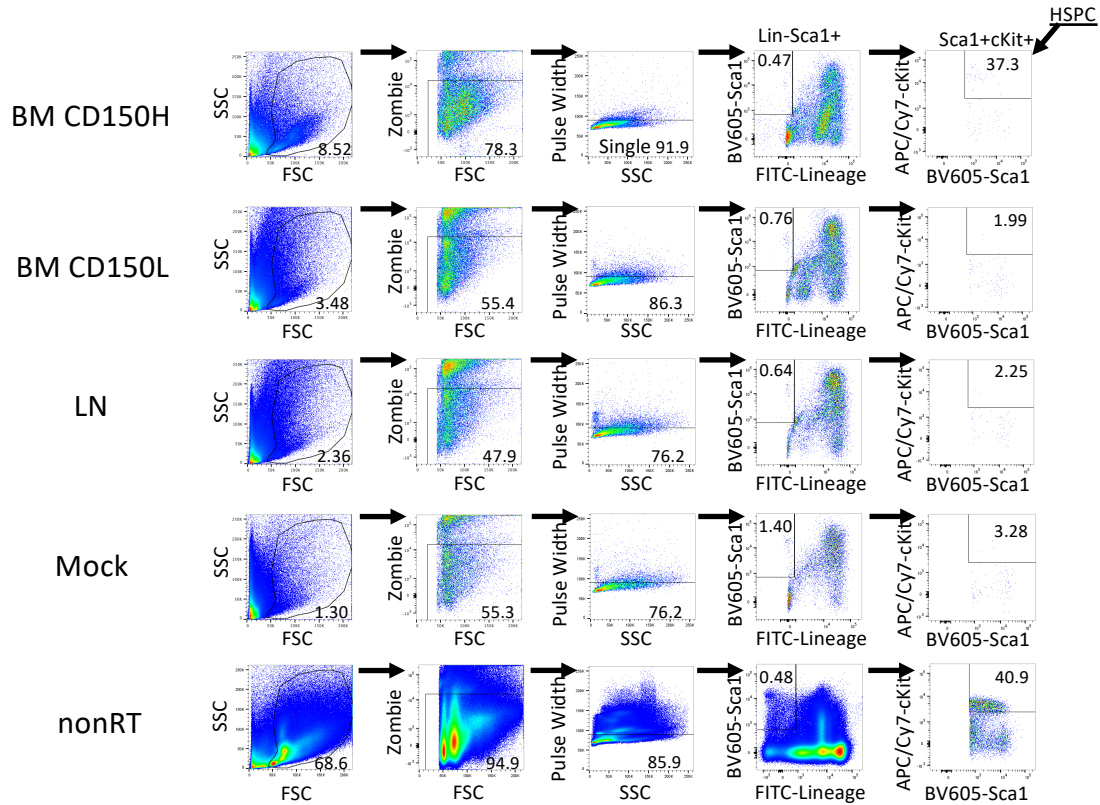 HSPC
Lin-Sca1+
Sca1+cKit+
BM CD150H
SSC
8.52
FSC
Zombie
78.3
FSC
Pulse Width
Single 91.9
SSC
BV605-Sca1
0.47
FITC-Lineage
APC/Cy7-cKit
37.3
BV605-Sca1
BM CD150L
SSC
3.48
FSC
Zombie
55.4
FSC
Pulse Width
86.3
SSC
BV605-Sca1
0.76
FITC-Lineage
APC/Cy7-cKit
1.99
BV605-Sca1
LN
SSC
2.36
FSC
Zombie
47.9
FSC
Pulse Width
76.2
SSC
BV605-Sca1
0.64
FITC-Lineage
APC/Cy7-cKit
2.25
BV605-Sca1
Mock
SSC
1.30
FSC
Zombie
55.3
FSC
Pulse Width
76.2
SSC
BV605-Sca1
1.40
FITC-Lineage
APC/Cy7-cKit
3.28
BV605-Sca1
nonRT
SSC
68.6
FSC
Zombie
94.9
FSC
Pulse Width
85.9
SSC
BV605-Sca1
0.48
FITC-Lineage
APC/Cy7-cKit
40.9
BV605-Sca1